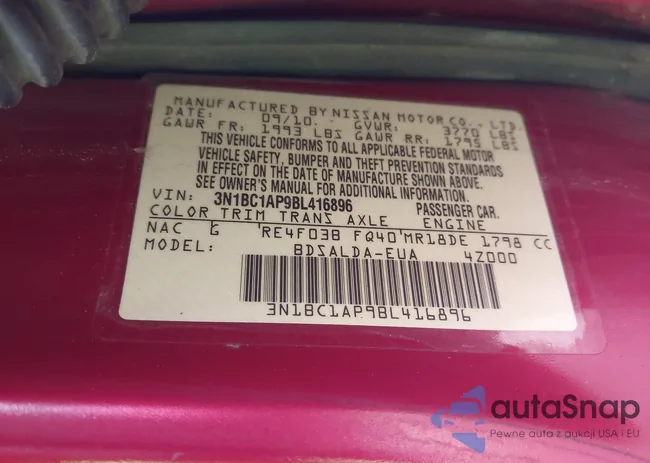 MANUFACTURED BY NISSAN MOTOR CO., LTD.
DATE: 09/10 GVWR: 3770 LBS
GAWR FR: 1993 LBS GAWR RR: 1795 LBS
THIS VEHICLE CONFORMS TO ALL APPLICABLE FEDERAL MOTOR
VEHICLE SAFETY, BUMPER AND THEFT PREVENTION STANDARDS
IN EFFECT ON THE DATE OF MANUFACTURE SHOWN ABOVE.
SEE OWNER'S MANUAL FOR ADDITIONAL INFORMATION.
VIN: 3N1BC1AP9BL416896 PASSENGER CAR.
COLOR TRIM TRANS AXLE ENGINE
NAC G RE4F03B FQ40 MR18DE 1798 CC
MODEL: BDSALDA-EUA 4Z000
3N1BC1AP9BL416896
autaSnap
Pewne auta z aukcji USA i EU